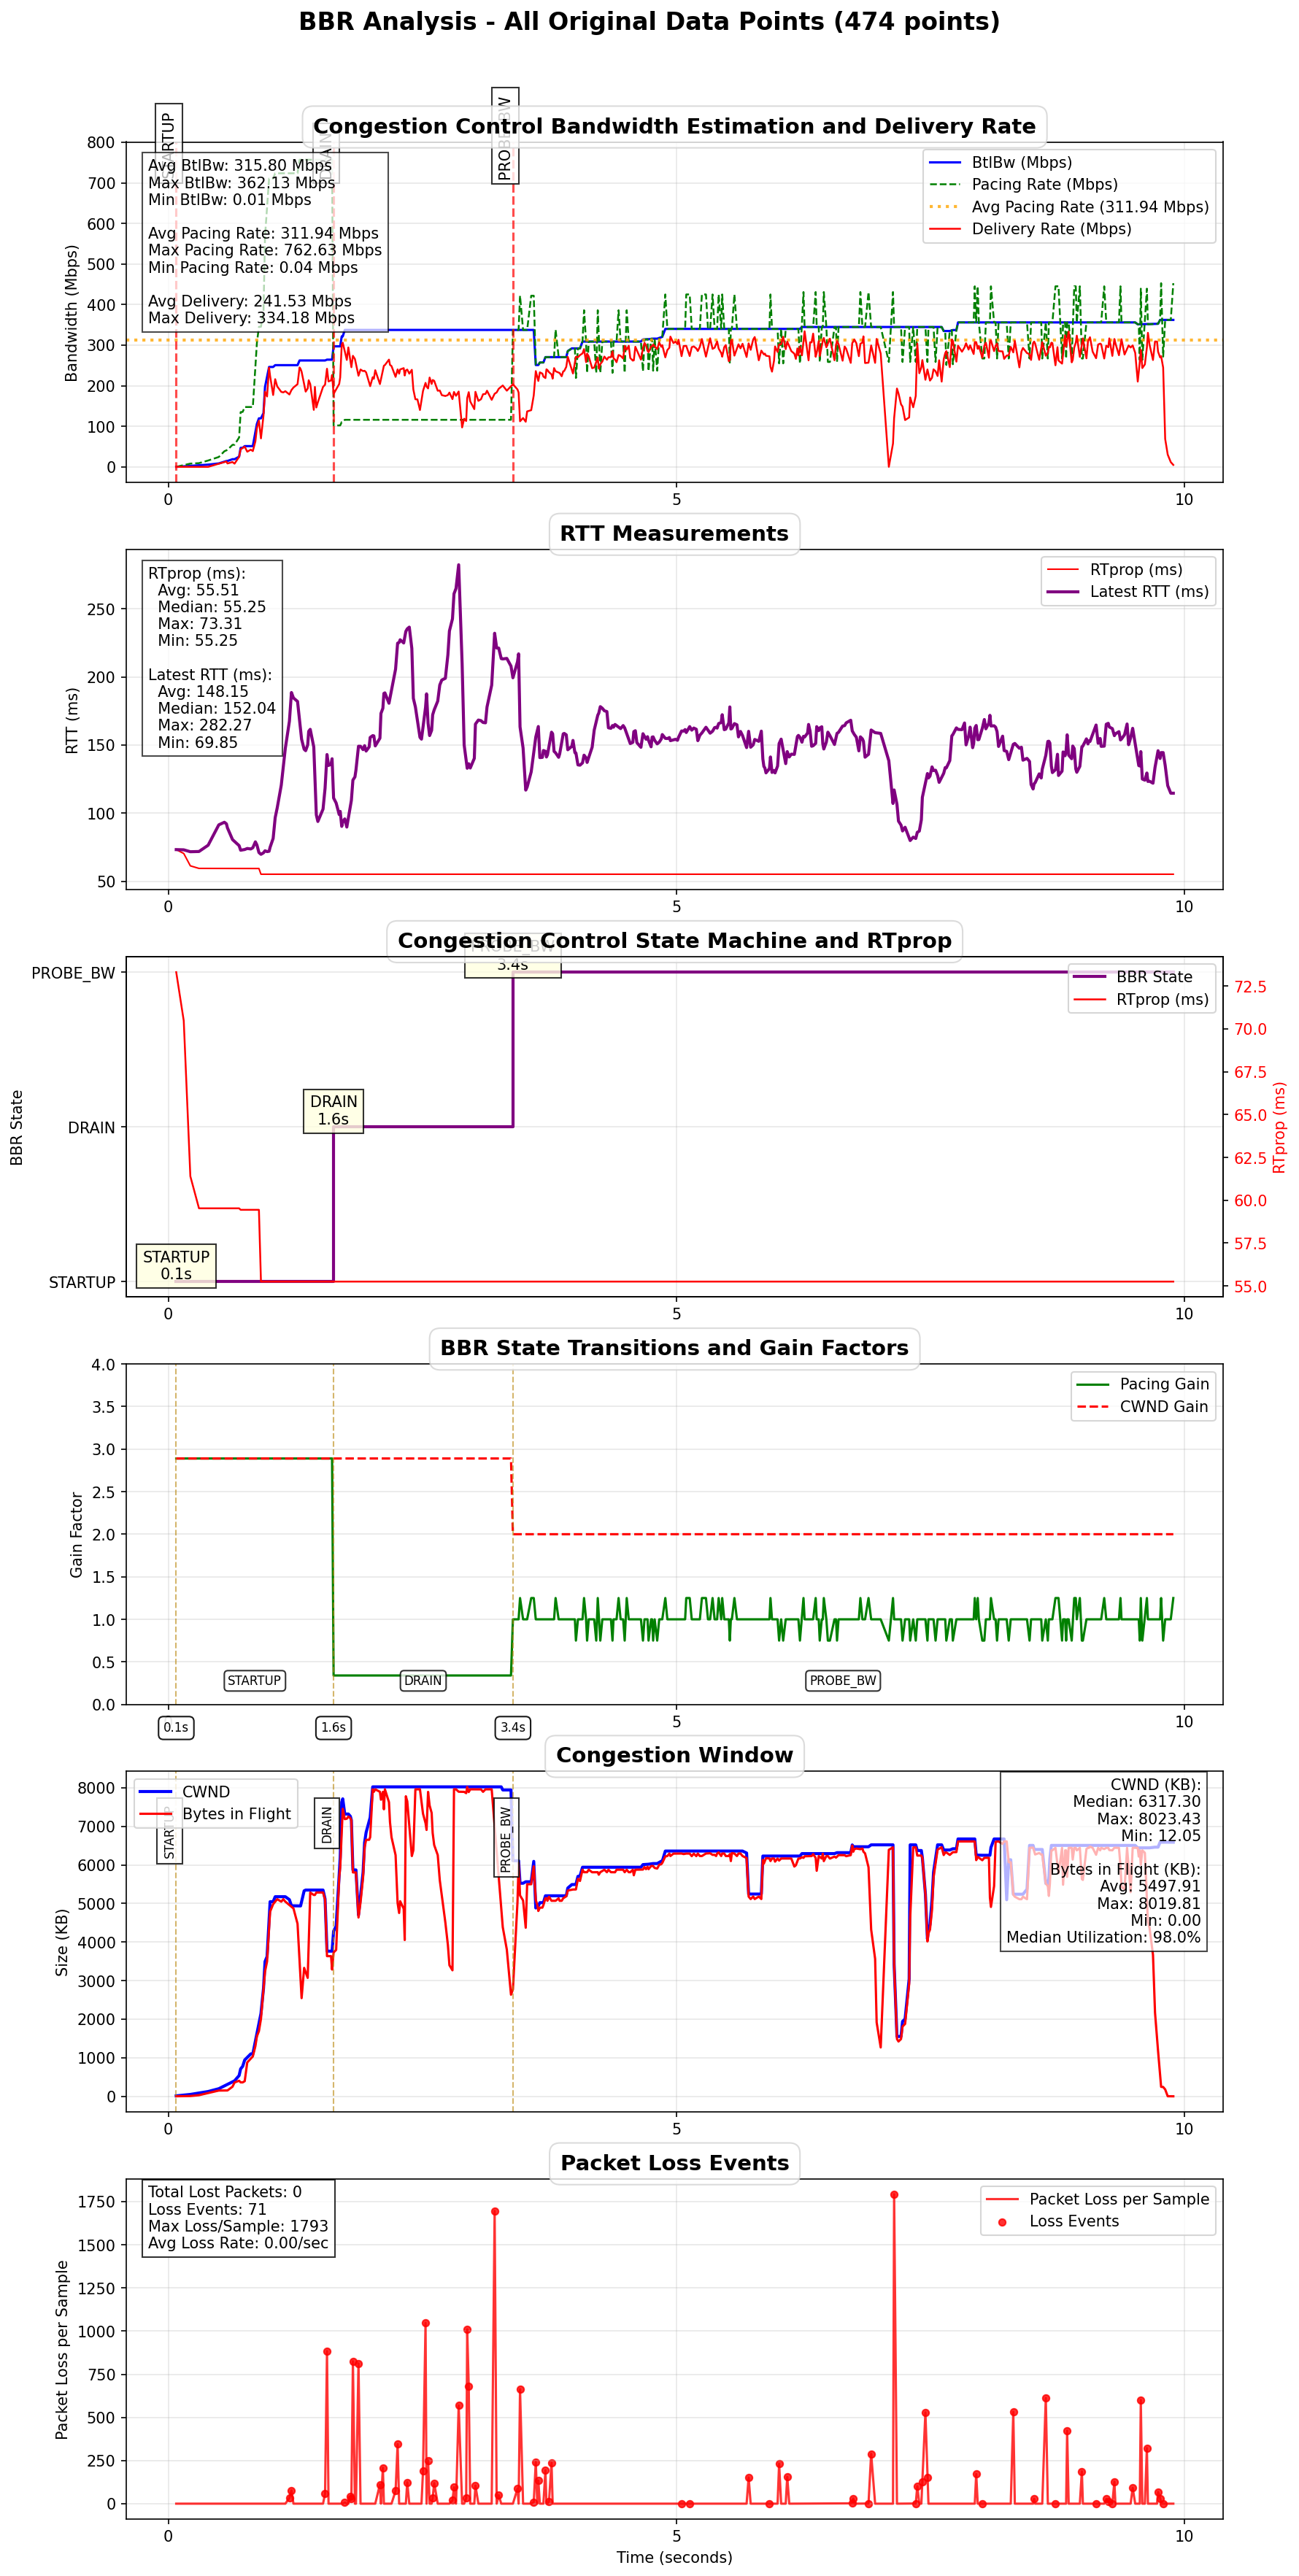 BBR Analysis - All Original Data Points (474 points)
Congestion Control Bandwidth Estimation and Delivery Rate
STARTUP
DRAIN
PROBE_BW
Avg BtlBw: 315.80 Mbps
Max BtlBw: 362.13 Mbps
Min BtlBw: 0.01 Mbps
Avg Pacing Rate: 311.94 Mbps
Max Pacing Rate: 762.63 Mbps
Min Pacing Rate: 0.04 Mbps
Avg Delivery: 241.53 Mbps
Max Delivery: 334.18 Mbps
BtlBw (Mbps)
Pacing Rate (Mbps)
Avg Pacing Rate (311.94 Mbps)
Delivery Rate (Mbps)
Bandwidth (Mbps)
800
700
600
500
400
300
200
100
0
0 5 10
RTT Measurements
RTprop (ms):
Avg: 55.51
Median: 55.25
Max: 73.31
Min: 55.25
Latest RTT (ms):
Avg: 148.15
Median: 152.04
Max: 282.27
Min: 69.85
RTprop (ms)
Latest RTT (ms)
RTT (ms)
250
200
150
100
50
0 5 10
Congestion Control State Machine and RTprop
PROBE_BW
3.4s
DRAIN
1.6s
STARTUP
0.1s
BBR State
RTprop (ms)
BBR State
PROBE_BW
DRAIN
STARTUP
72.5
70.0
67.5
65.0
62.5
60.0
57.5
55.0
RTprop (ms)
0 5 10
BBR State Transitions and Gain Factors
Pacing Gain
CWND Gain
Gain Factor
4.0
3.5
3.0
2.5
2.0
1.5
1.0
0.5
0.0
STARTUP DRAIN PROBE_BW
0 5 10
0.1s 1.6s 3.4s
Congestion Window
CWND
Bytes in Flight
STARTUP
DRAIN
PROBE_BW
CWND (KB):
Median: 6317.30
Max: 8023.43
Min: 12.05
Bytes in Flight (KB):
Avg: 5497.91
Max: 8019.81
Min: 0.00
Median Utilization: 98.0%
Size (KB)
8000
7000
6000
5000
4000
3000
2000
1000
0
0 5 10
Packet Loss Events
Total Lost Packets: 0
Loss Events: 71
Max Loss/Sample: 1793
Avg Loss Rate: 0.00/sec
Packet Loss per Sample
Loss Events
Packet Loss per Sample
1750
1500
1250
1000
750
500
250
0
0 5 10
Time (seconds)